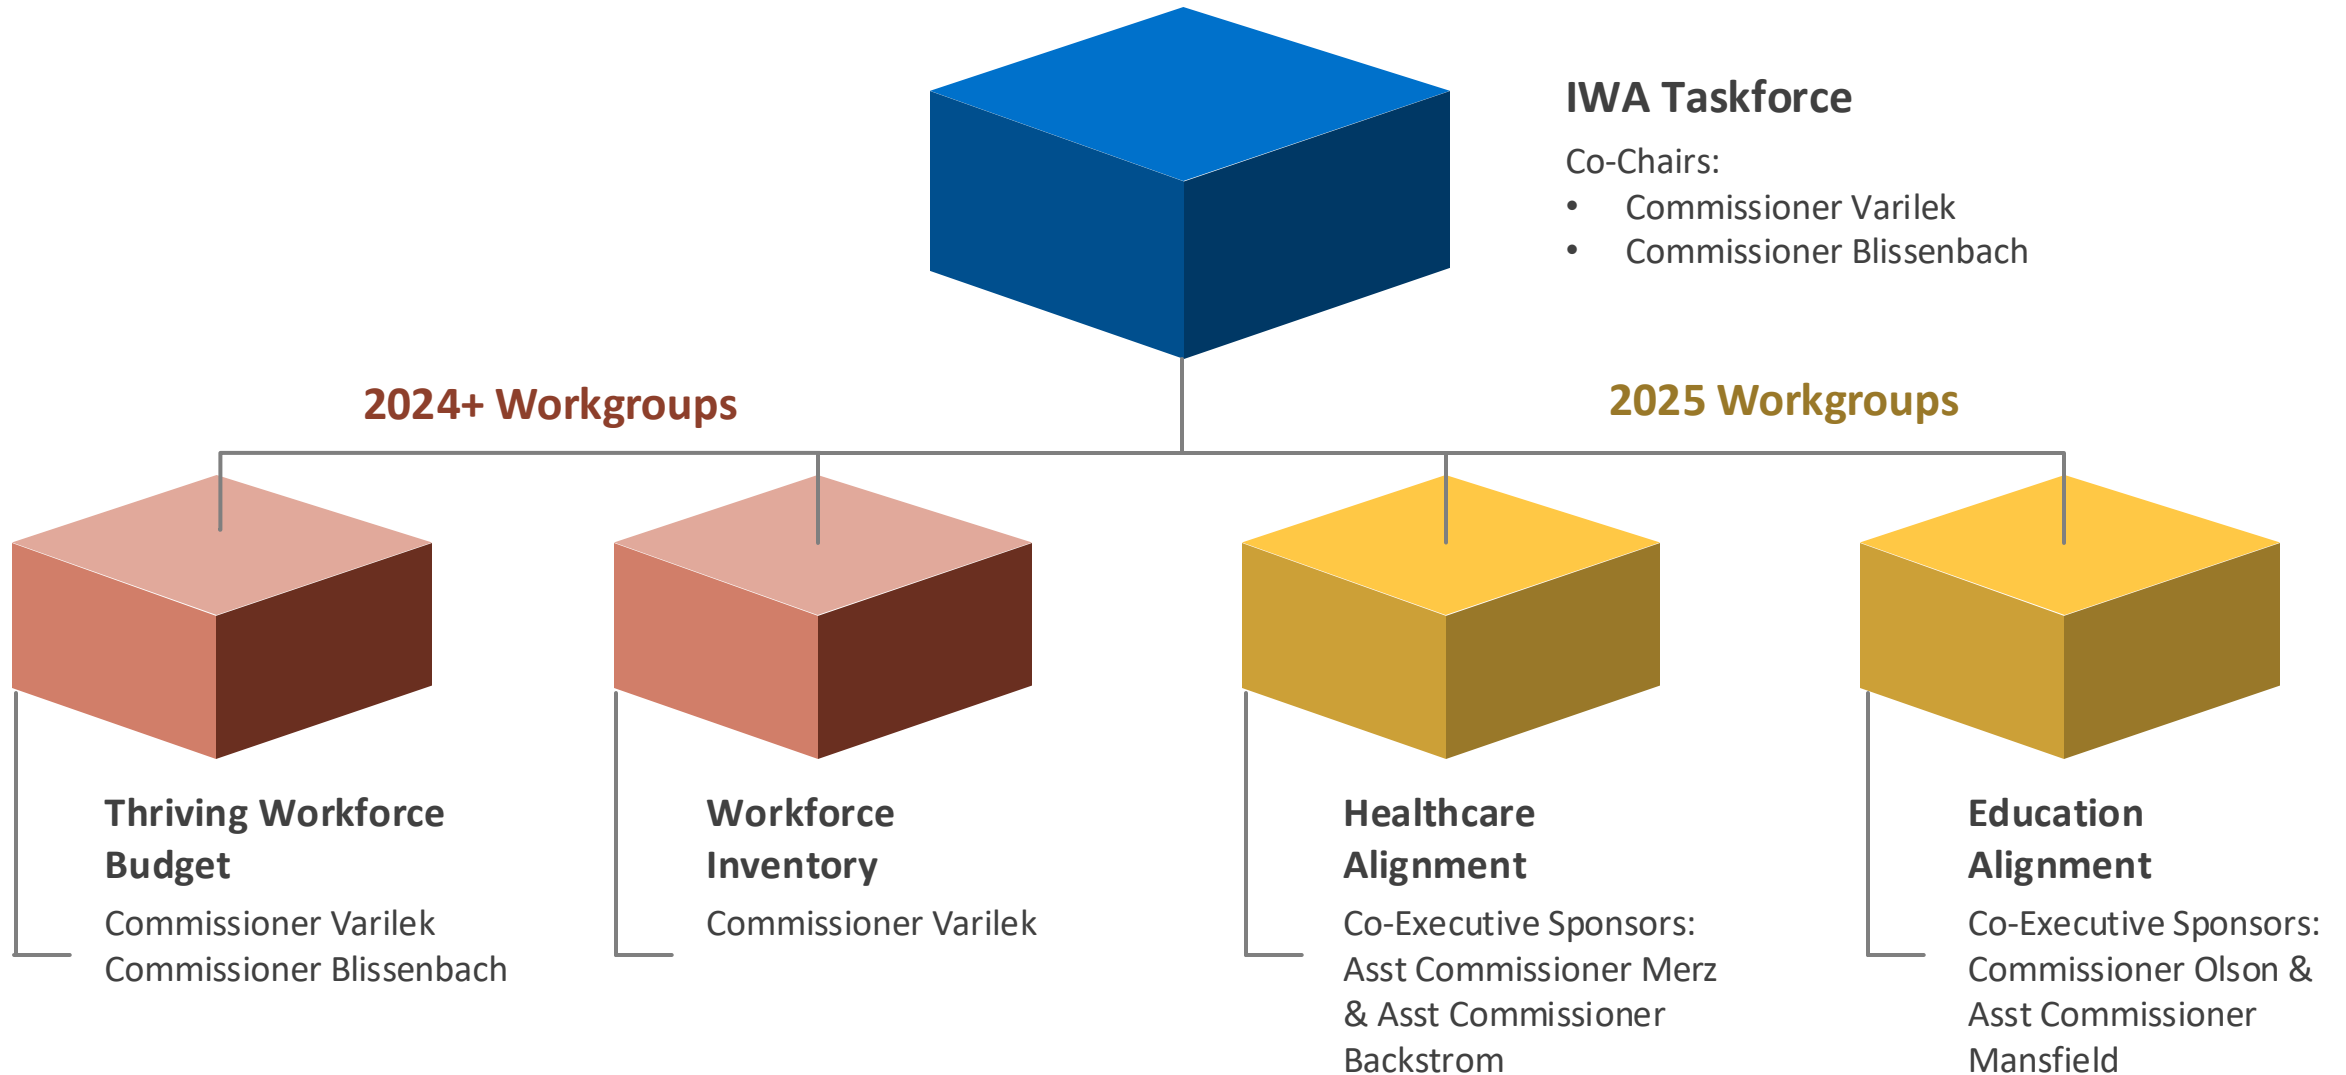 IWA Taskforce
Co-Chairs:
• Commissioner Varilek
• Commissioner Blissenbach
2024+ Workgroups
2025 Workgroups
Thriving Workforce
Budget
Commissioner Varilek
Commissioner Blissenbach
Workforce
Inventory
Commissioner Varilek
Healthcare
Alignment
Co-Executive Sponsors:
Asst Commissioner Merz
& Asst Commissioner
Backstrom
Education
Alignment
Co-Executive Sponsors:
Commissioner Olson &
Asst Commissioner
Mansfield